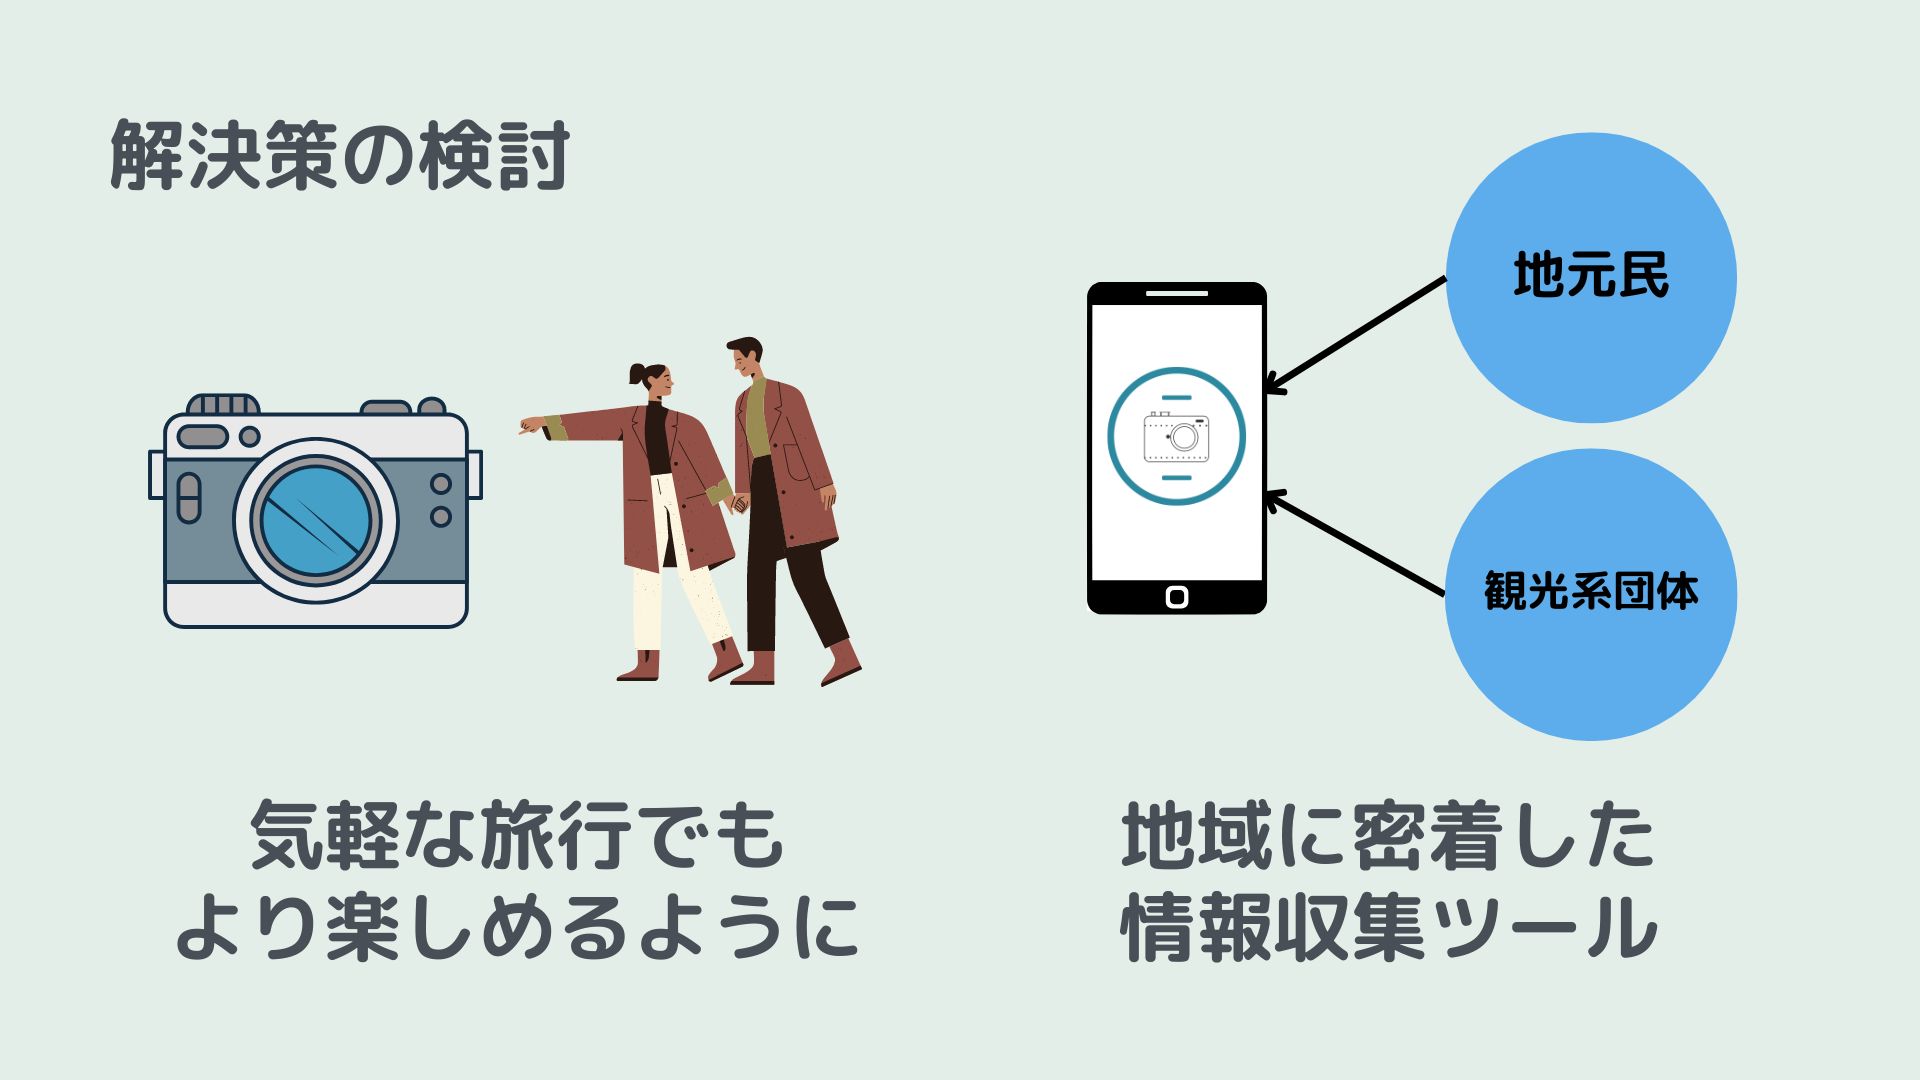 解決策の検討
地元民
観光系団体
気軽な旅行でも
より楽しめるように
地域に密着した
情報収集ツール